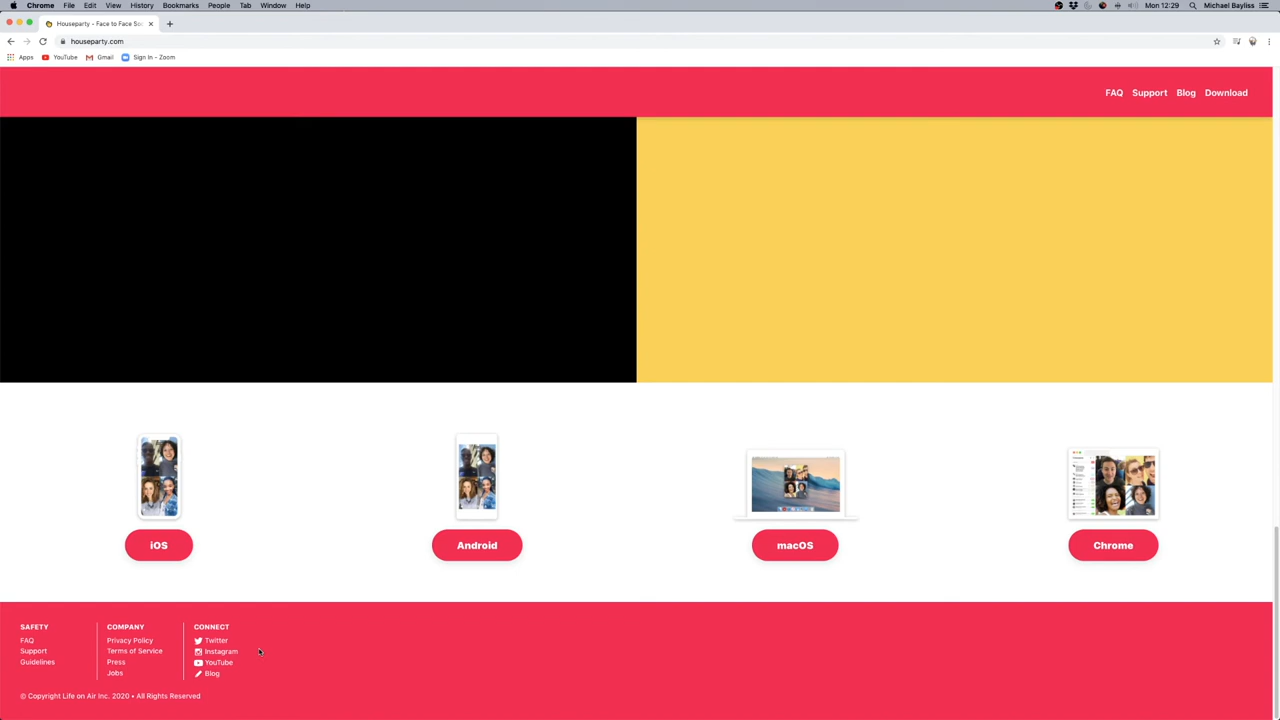 Chrome File Edit View History Bookmarks People Tab Window Help Mon 12:29 Michael Bayliss
Houseparty - Face to Face Soc
houseparty.com
Apps YouTube Gmail Sign In - Zoom
FAQ Support Blog Download
iOS Android macOS Chrome
SAFETY COMPANY CONNECT
FAQ Privacy Policy Twitter
Support Terms of Service Instagram
Guidelines Press YouTube
Jobs Blog
© Copyright Life on Air Inc. 2020 • All Rights Reserved